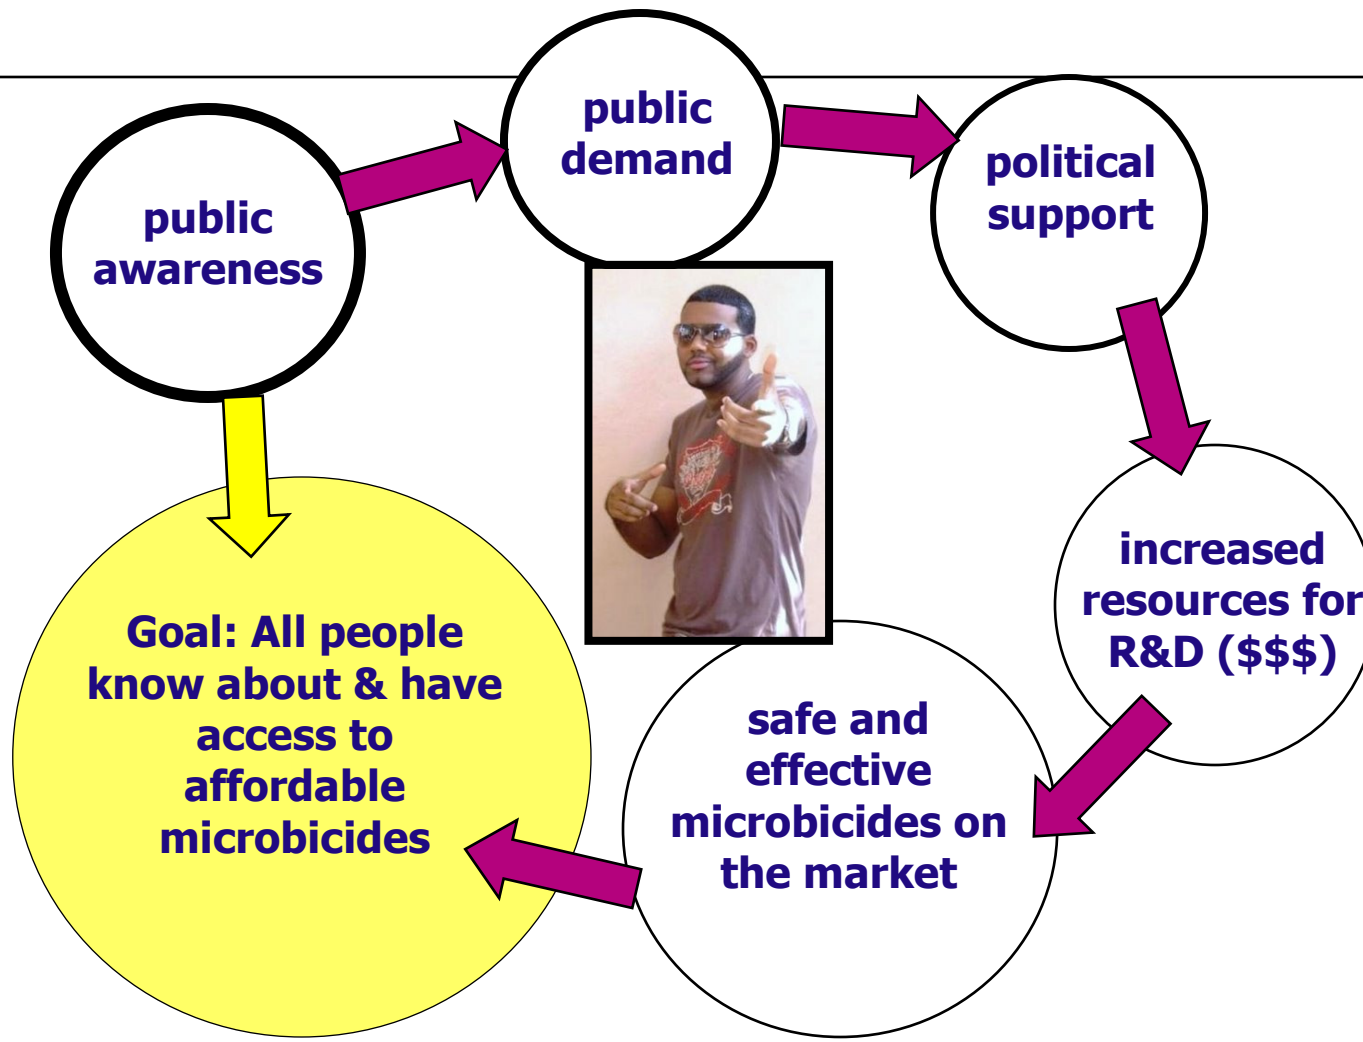 public
awareness
public
demand
political
support
increased
resources for
R&D ($$$)
safe and
effective
microbicides on
the market
Goal: All people
know about & have
access to
affordable
microbicides